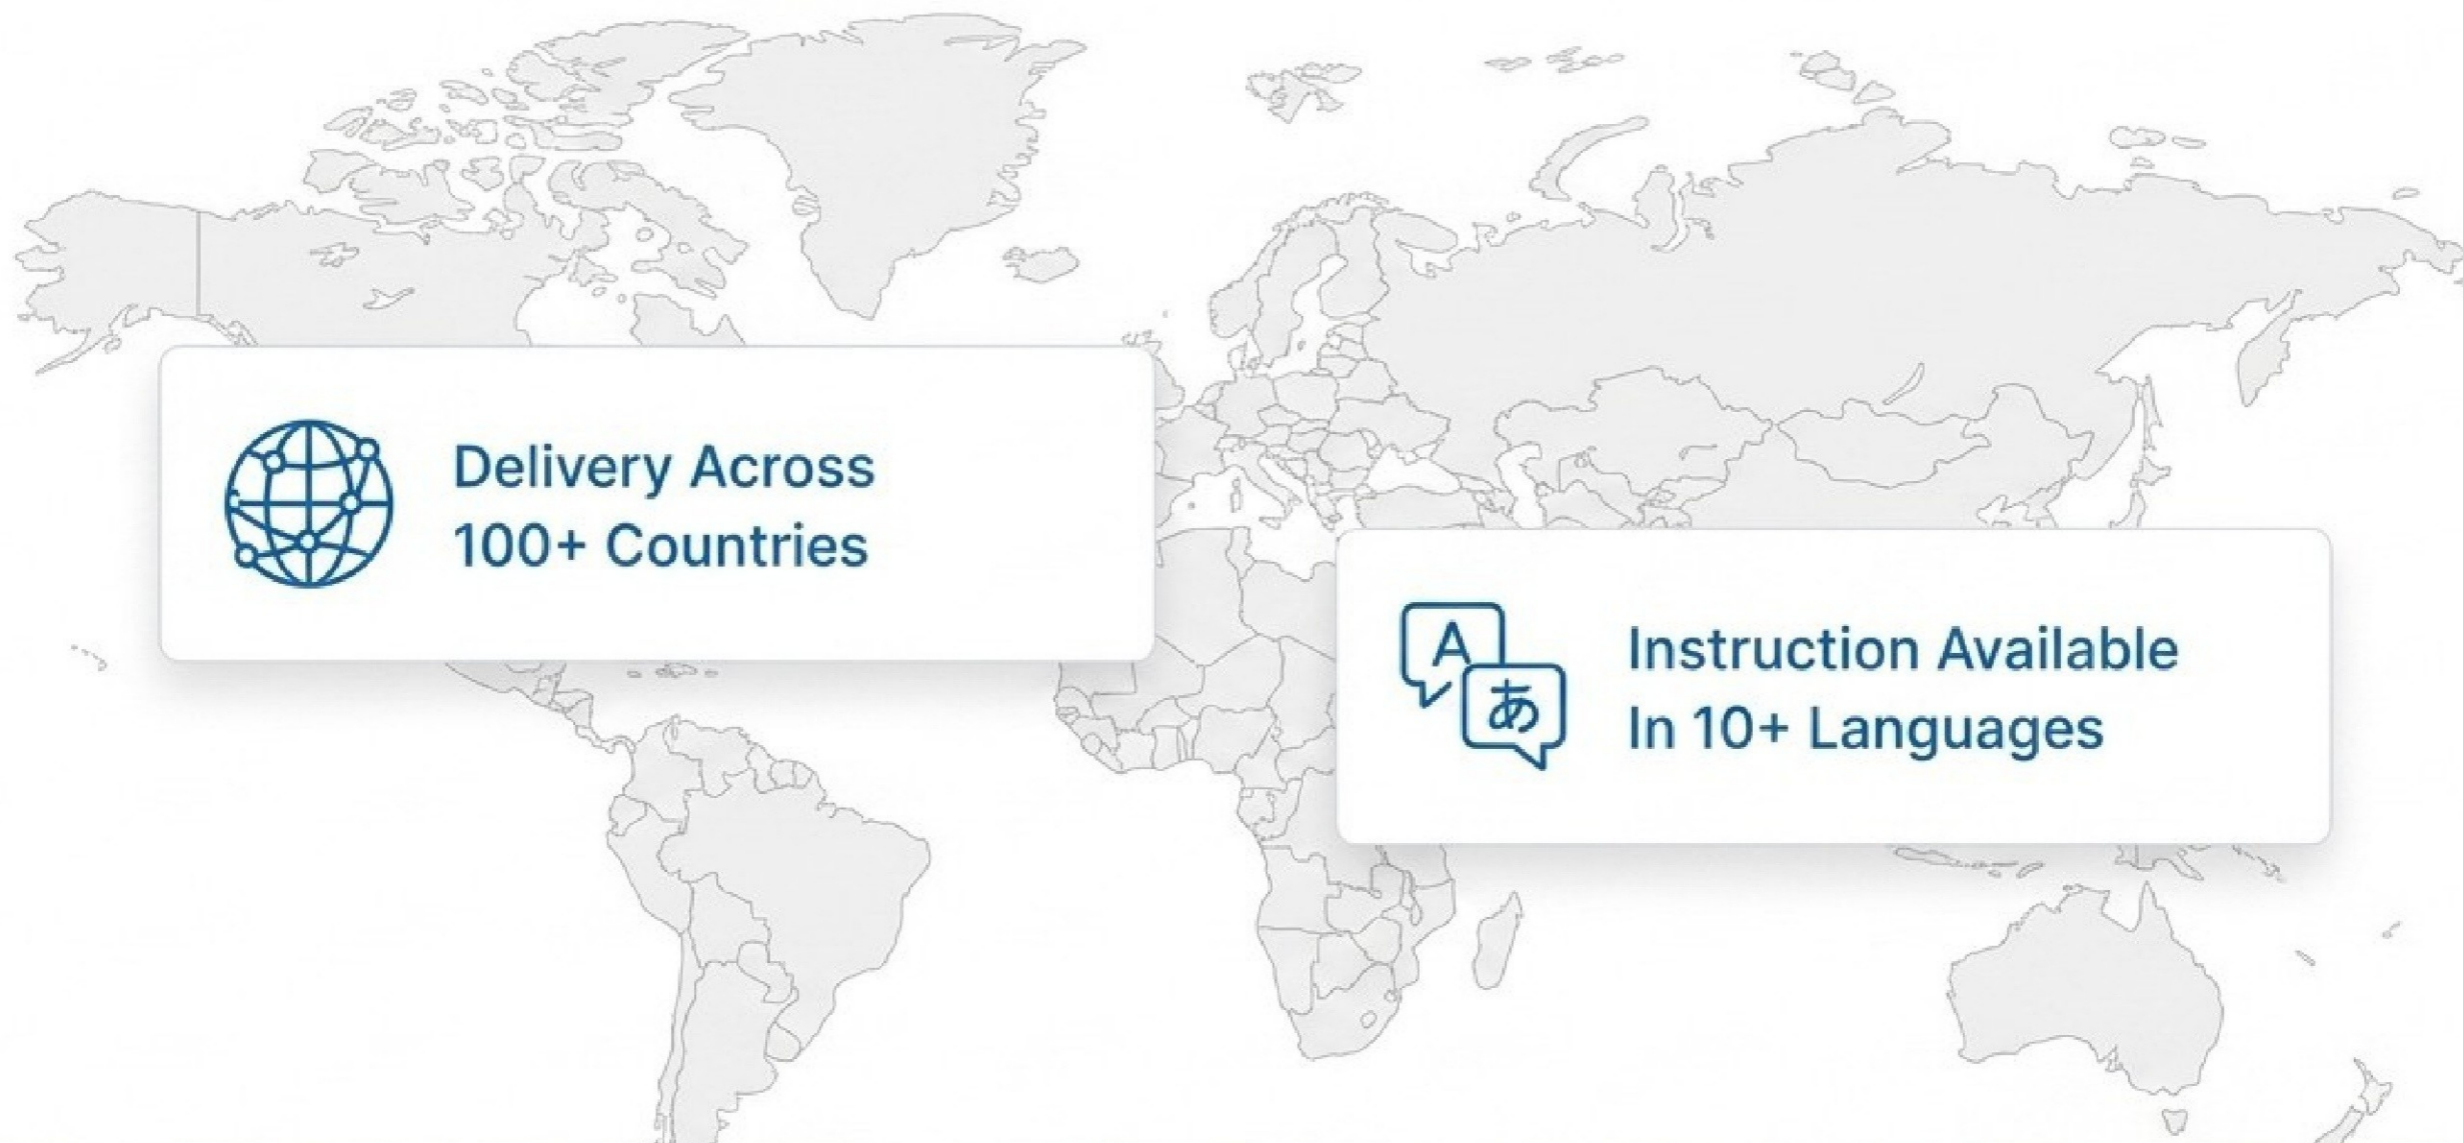 Delivery Across
100+ Countries
A
あ
Instruction Available
In 10+ Languages